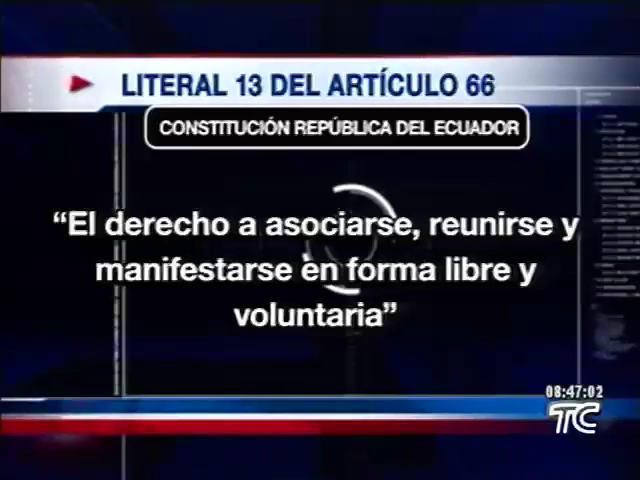 LITERAL 13 DEL ARTÍCULO 66
CONSTITUCIÓN REPÚBLICA DEL ECUADOR
“El derecho a asociarse, reunirse y
manifestarse en forma libre y
voluntaria”
08:47:02
TC